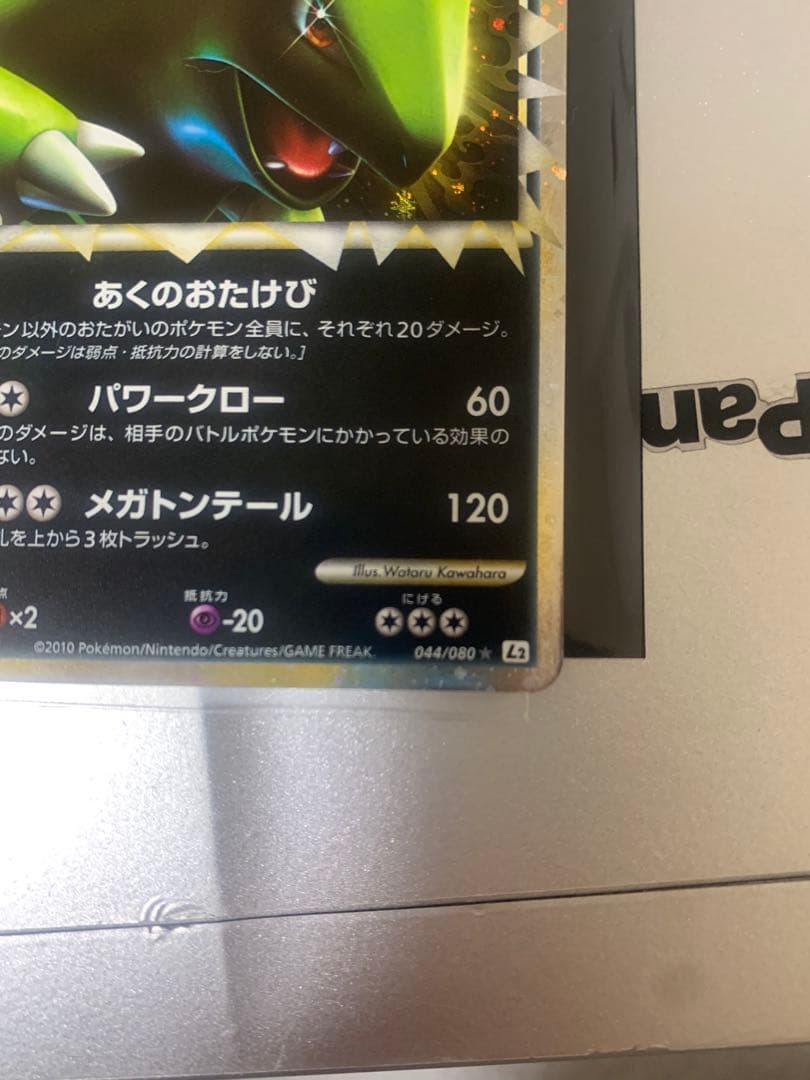 あくのおたけび
ン以外のおたがいのポケモン全員に、それぞれ20ダメージ。
のダメージは弱点・抵抗力の計算をしない。]
パワークロー 60
のダメージは、相手のバトルポケモンにかかっている効果の
ない。
メガトンテール 120
札を上から3枚トラッシュ。
Illus. Wataru Kawahara
点 抵抗力 にげる
×2 -20
©2010 Pokémon/Nintendo/Creatures/GAME FREAK. 044/080 ★ L2
Pan